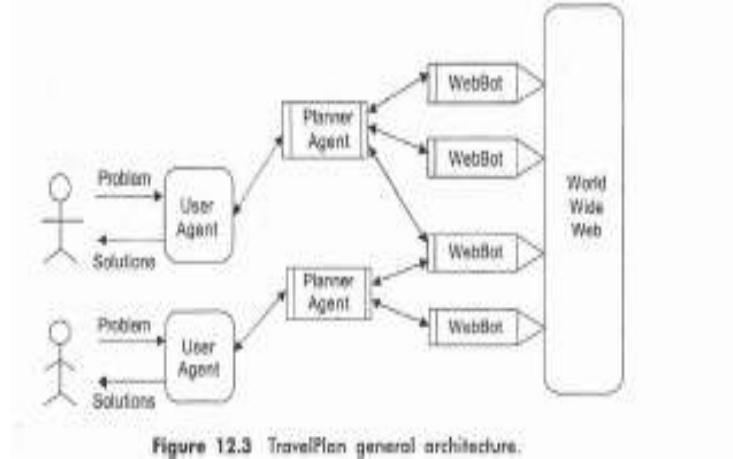 WebBot
Planner
Agent
WebBot
Problem
User
Agent
World
Wide
Web
Solutions
WebBot
Planner
Agent
WebBot
Problem
User
Agent
Solutions
Figure 12.3 TravelPlan general architecture.